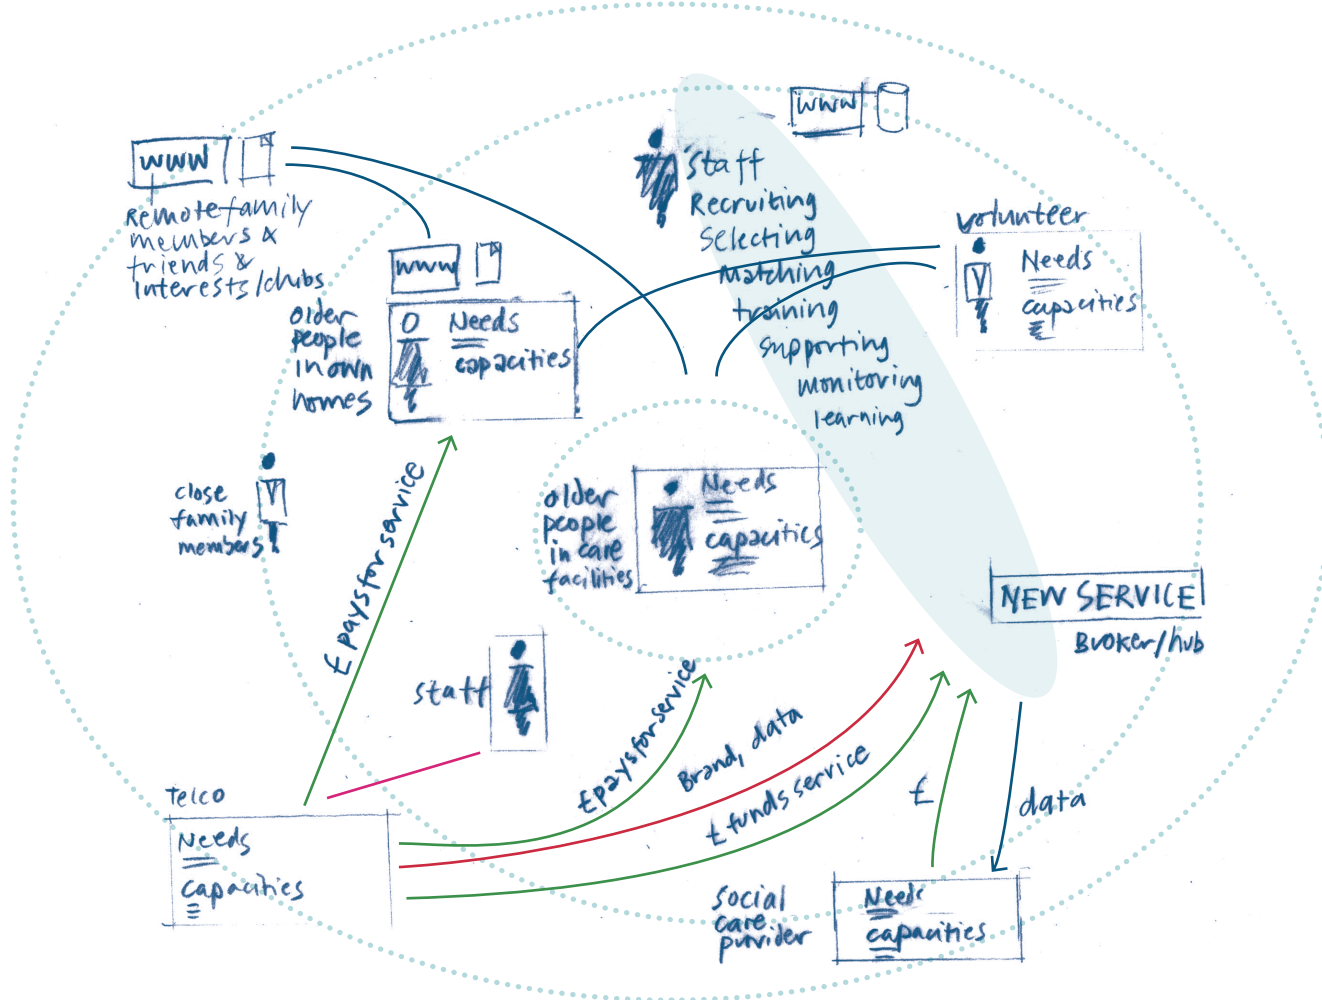 www
www
Staff
Recruiting
Selecting
Matching
training
supporting
monitoring
learning
Remote family
members &
friends &
interests/clubs
volunteer
Needs
capacities
www
older
people
in own
homes
Needs
capacities
close
family
members
£ pays for service
older
people
in care
facilities
Needs
capacities
NEW SERVICE
Broker/hub
staff
£ pays for service
Brand, data
£ funds service
£
data
Telco
Needs
capacities
social
care
provider
Needs
capacities